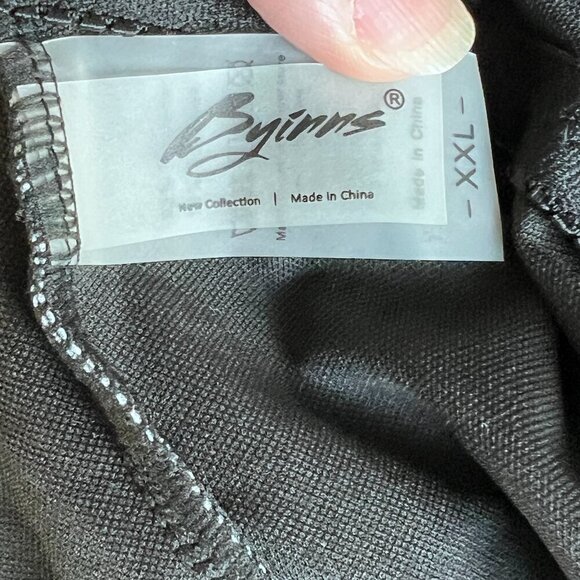 Byinns®
New Collection | Made in China
Made in China
- XXL -